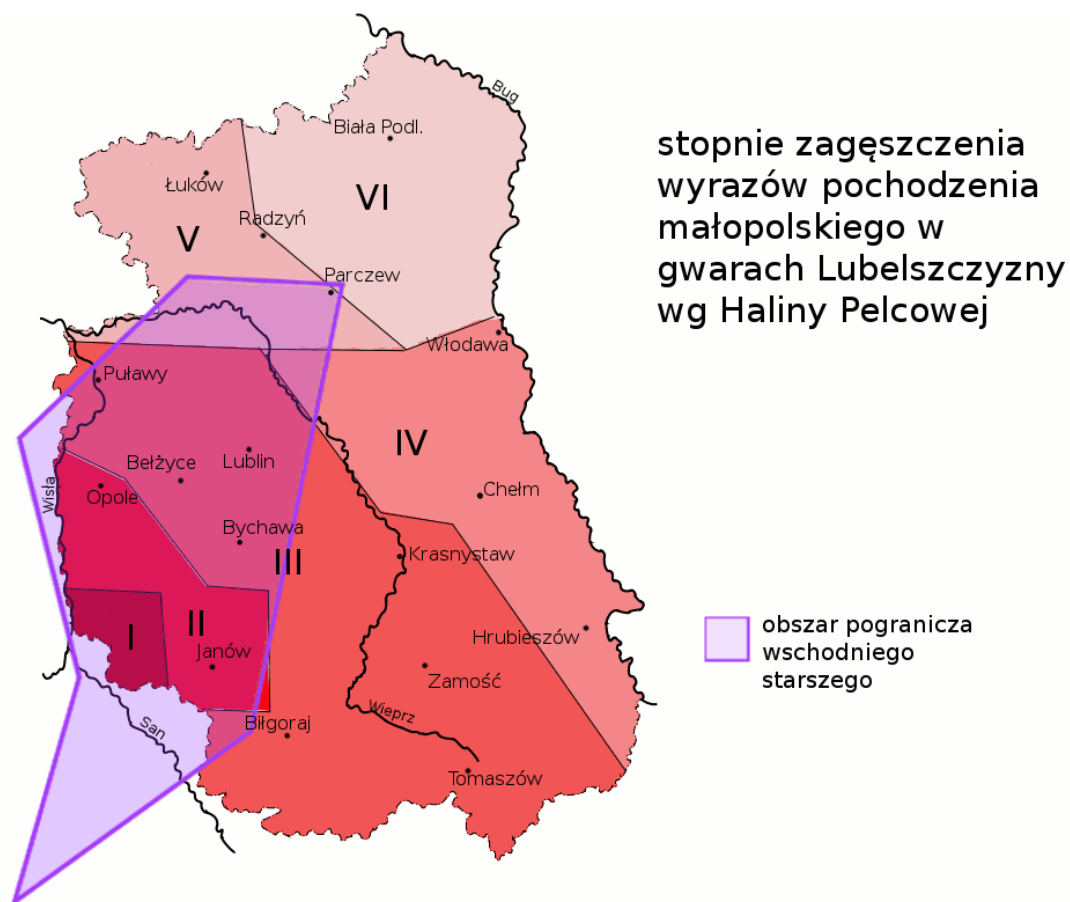 Bug
Biała Podl.
stopnie zagęszczenia
wyrazów pochodzenia
małopolskiego w
gwarach Lubelszczyzny
wg Haliny Pelcowej
Łuków
VI
Radzyń
V
Parczew
Włodawa
Puławy
IV
Bełżyce
Lublin
Wisła
Opole
Chełm
Bychawa
III
Krasnystaw
I
II
Hrubieszów
obszar pogranicza
wschodniego
starszego
Janów
Zamość
Wieprz
San
Biłgoraj
Tomaszów